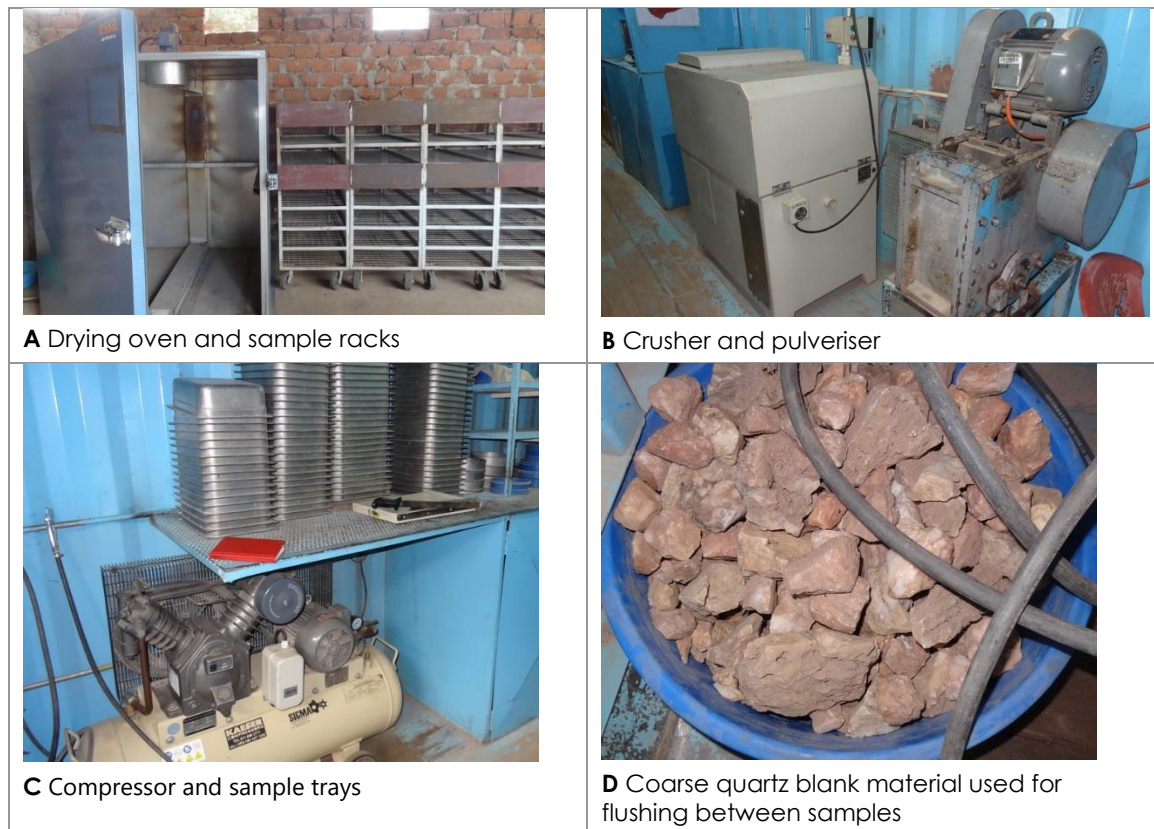 A Drying oven and sample racks
B Crusher and pulveriser
KAESER
SIGMA
C Compressor and sample trays
D Coarse quartz blank material used for
flushing between samples